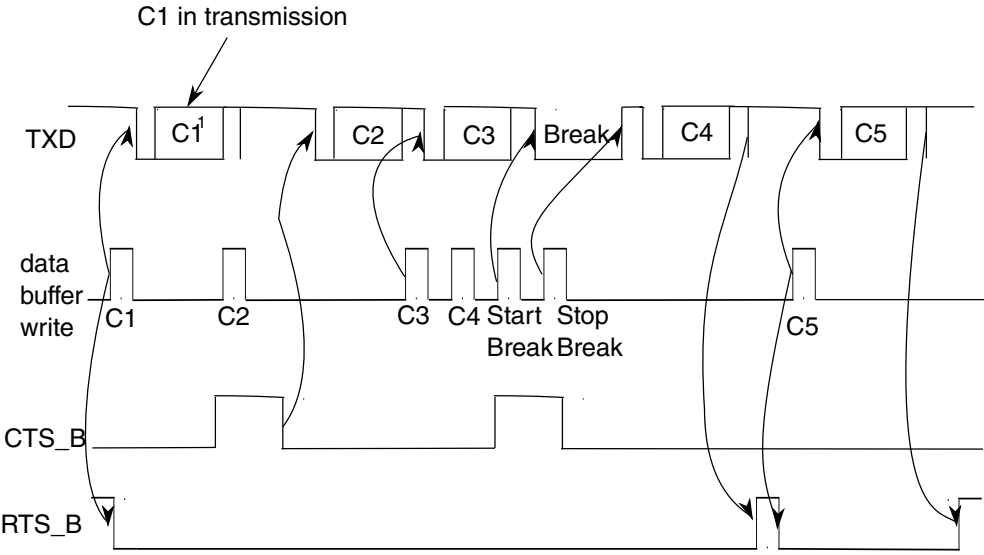 C1 in transmission
TXD
C1 1
C2
C3
Break
C4
C5
data
buffer
write
C1
C2
C3
C4
Start
Break
Stop
Break
C5
CTS_B
RTS_B